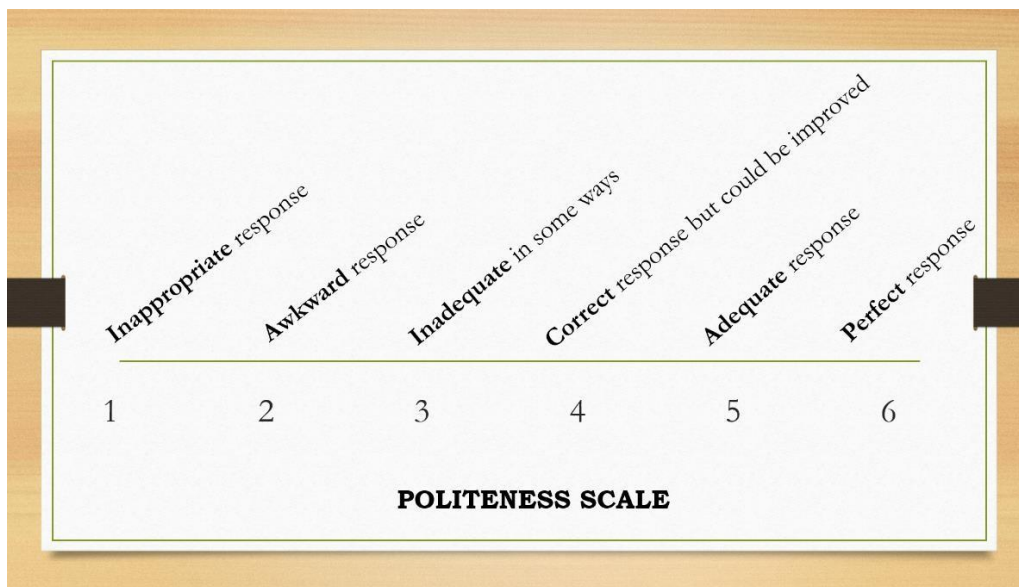 Inappropriate response
Awkward response
Inadequate in some ways
Correct response but could be improved
Adequate response
Perfect response
1 2 3 4 5 6
POLITENESS SCALE